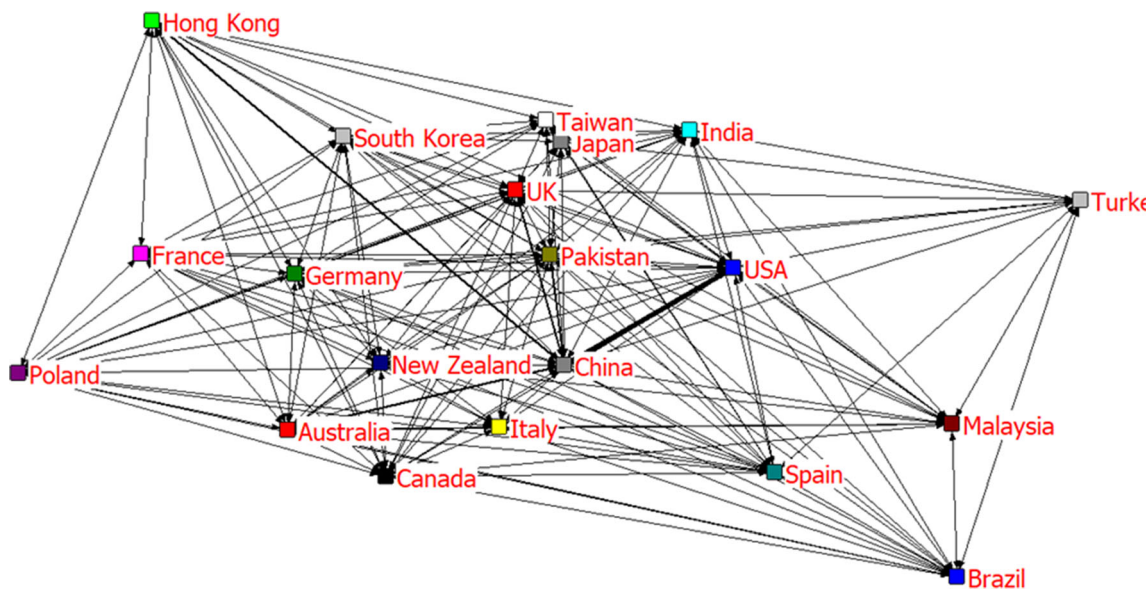 Hong Kong
Taiwan
India
South Korea
Japan
UK
Turke
France
Pakistan
Germany
USA
New Zealand
China
Poland
Australia
Italy
Malaysia
Canada
Spain
Brazil